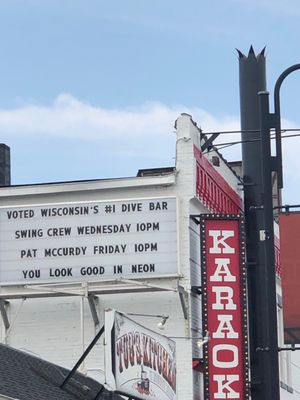 VOTED WISCONSIN'S #1 DIVE BAR
SWING CREW WEDNESDAY 10PM
PAT MCCURDY FRIDAY 10PM
YOU LOOK GOOD IN NEON
KARAOK
KITCHEN